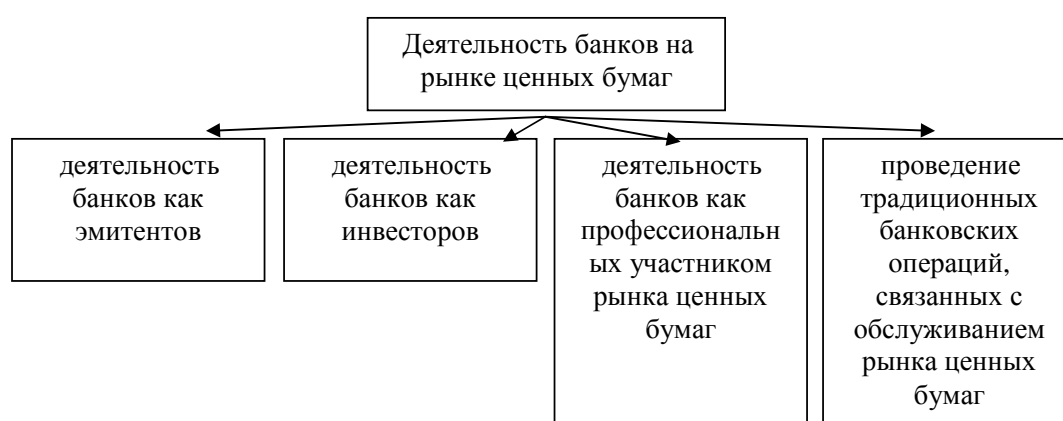 Деятельность банков на
рынке ценных бумаг
деятельность
банков как
эмитентов
деятельность
банков как
инвесторов
деятельность
банков как
профессиональн
ых участником
рынка ценных
бумаг
проведение
традиционных
банковских
операций,
связанных с
обслуживанием
рынка ценных
бумаг